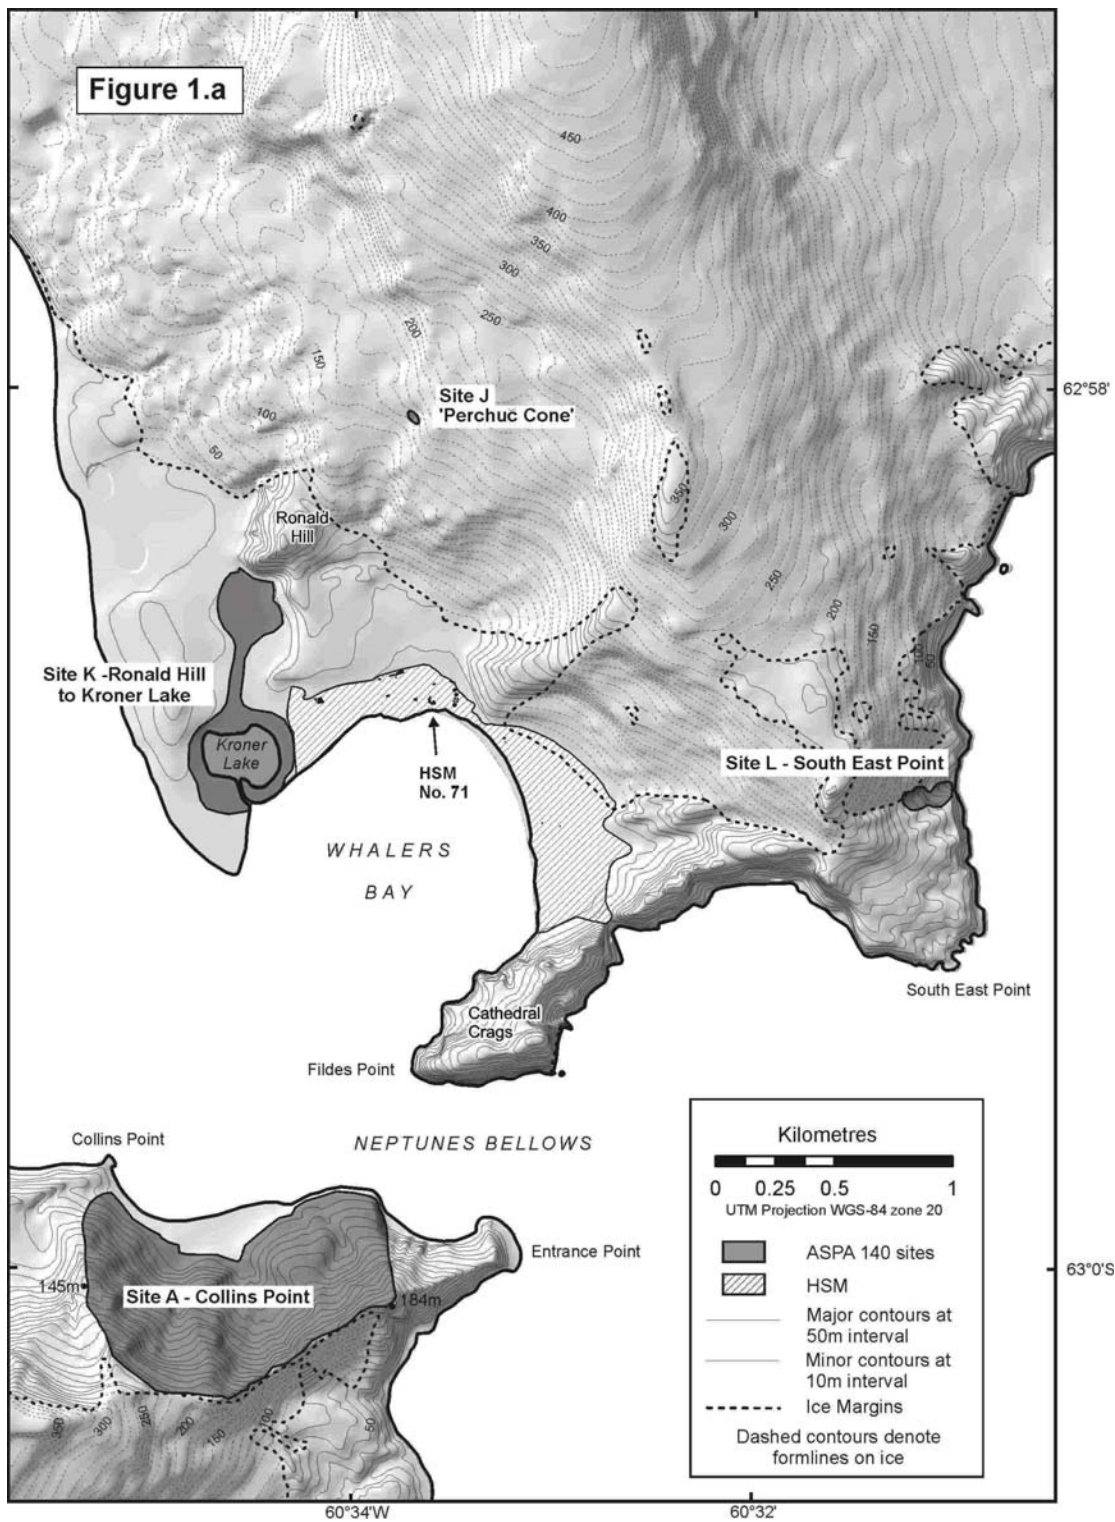 Figure 1.a
450
400
350
300
250
200
150
100
50
Site J
'Perchuc Cone'
62°58'
Ronald
Hill
350
300
250
200
150
100
50
Site K -Ronald Hill
to Kroner Lake
Kroner
Lake
HSM
No. 71
Site L - South East Point
WHALERS
BAY
South East Point
Cathedral
Crags
Fildes Point
NEPTUNES BELLOWS
Collins Point
Entrance Point
145m
Site A - Collins Point
184m
63°0'S
350
300
250
200
150
100
50
Kilometres
0 0.25 0.5 1
UTM Projection WGS-84 zone 20
ASPA 140 sites
HSM
Major contours at
50m interval
Minor contours at
10m interval
Ice Margins
Dashed contours denote
formlines on ice
60°34'W
60°32'